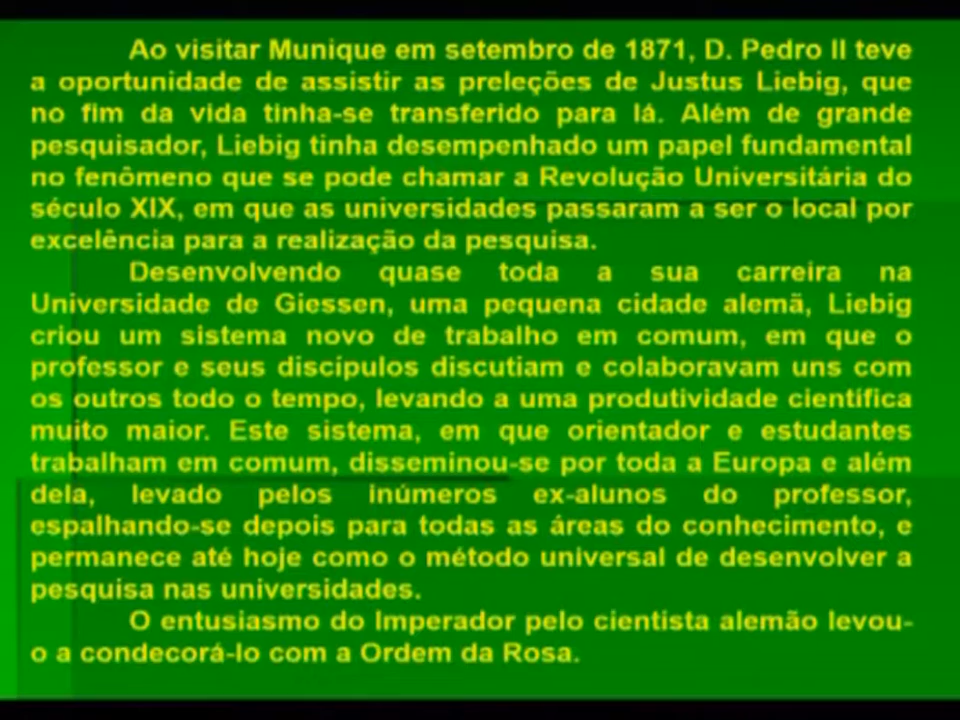 Ao visitar Munique em setembro de 1871, D. Pedro II teve
a oportunidade de assistir as preleções de Justus Liebig, que
no fim da vida tinha-se transferido para lá. Além de grande
pesquisador, Liebig tinha desempenhado um papel fundamental
no fenômeno que se pode chamar a Revolução Universitária do
século XIX, em que as universidades passaram a ser o local por
excelência para a realização da pesquisa.
Desenvolvendo quase toda a sua carreira na
Universidade de Giessen, uma pequena cidade alemã, Liebig
criou um sistema novo de trabalho em comum, em que o
professor e seus discípulos discutiam e colaboravam uns com
os outros todo o tempo, levando a uma produtividade científica
muito maior. Este sistema, em que orientador e estudantes
trabalham em comum, disseminou-se por toda a Europa e além
dela, levado pelos inúmeros ex-alunos do professor,
espalhando-se depois para todas as áreas do conhecimento, e
permanece até hoje como o método universal de desenvolver a
pesquisa nas universidades.
O entusiasmo do Imperador pelo cientista alemão levou-
o a condecorá-lo com a Ordem da Rosa.